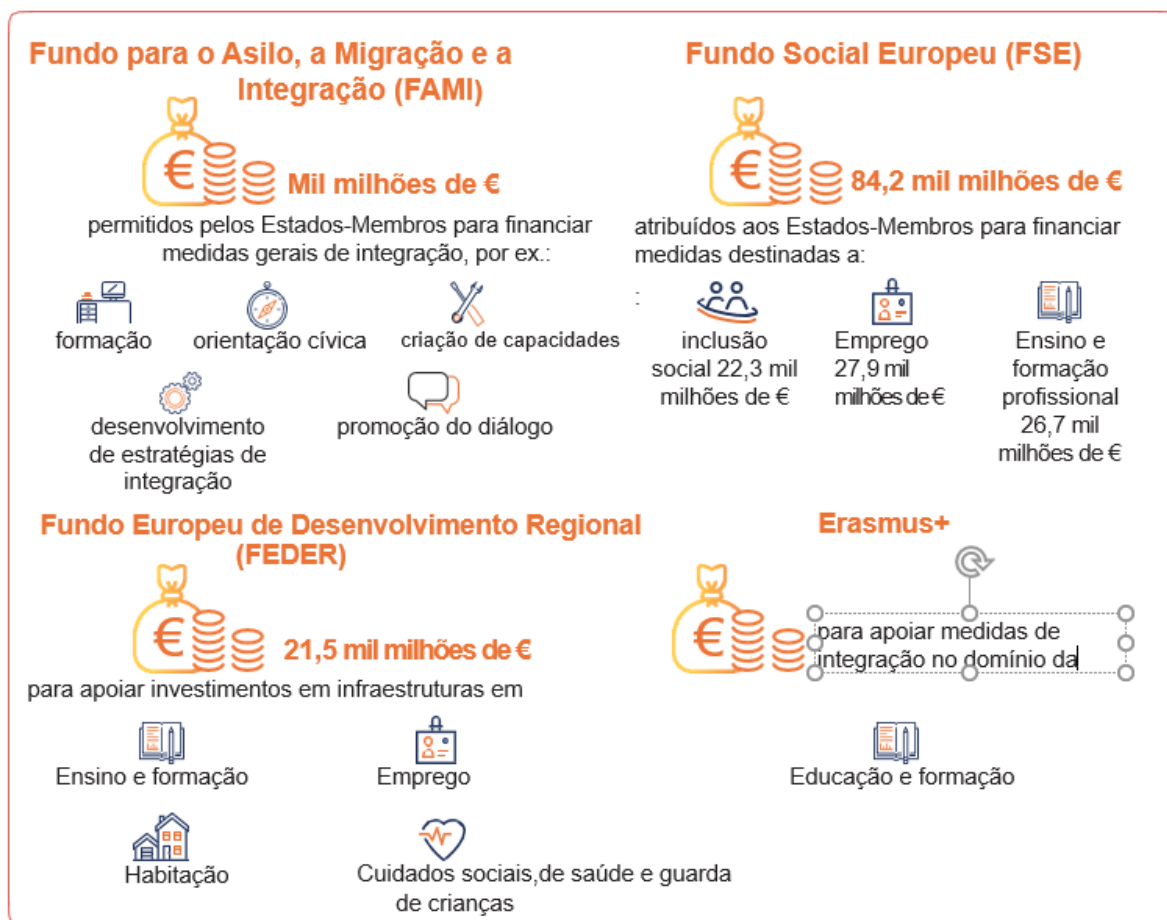 Fundo para o Asilo, a Migração e a
Integração (FAMI)
Mil milhões de €
permitidos pelos Estados-Membros para financiar
medidas gerais de integração, por ex.:
formação
orientação cívica
criação de capacidades
desenvolvimento
de estratégias de
integração
promoção do diálogo
Fundo Social Europeu (FSE)
84,2 mil milhões de €
atribuídos aos Estados-Membros para financiar
medidas destinadas a:
:
inclusão
social 22,3 mil
milhões de €
Emprego
27,9 mil
milhões de €
Ensino e
formação
profissional
26,7 mil
milhões de €
Fundo Europeu de Desenvolvimento Regional
(FEDER)
21,5 mil milhões de €
para apoiar investimentos em infraestruturas em
Ensino e formação
Emprego
Habitação
Cuidados sociais,de saúde e guarda
de crianças
Erasmus+
para apoiar medidas de
integração no domínio da
Educação e formação